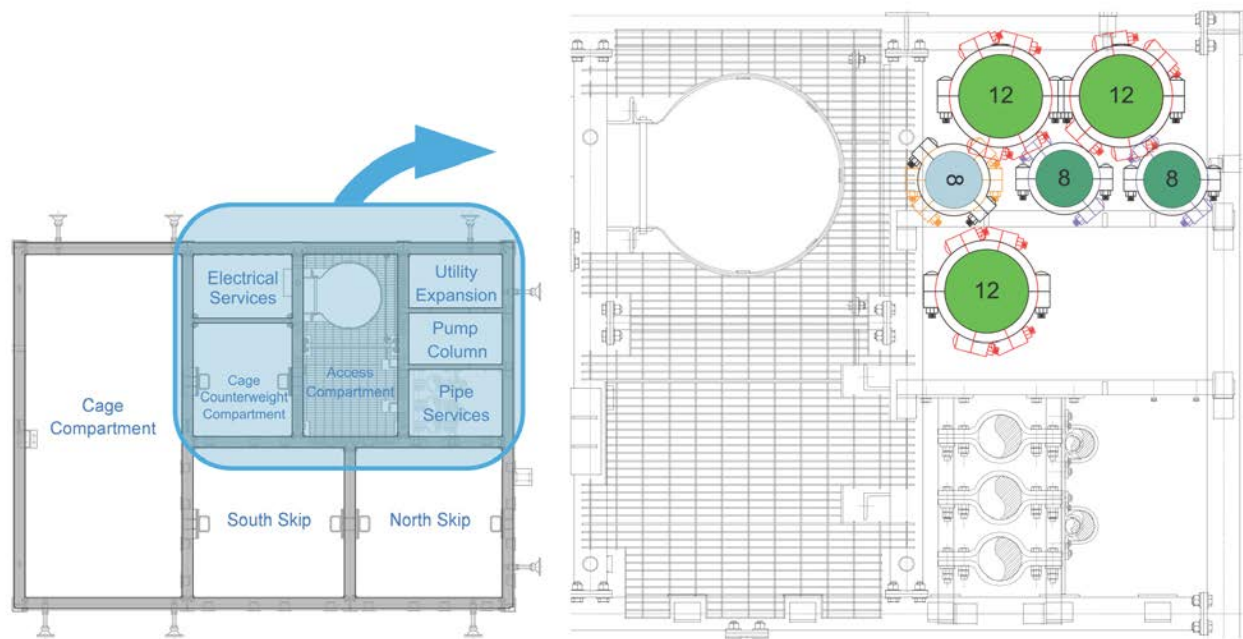 Electrical
Services
Utility
Expansion
Pump
Column
Cage
Counterweight
Compartment
Access
Compartment
Pipe
Services
Cage
Compartment
South Skip
North Skip
12
12
8
8
8
12